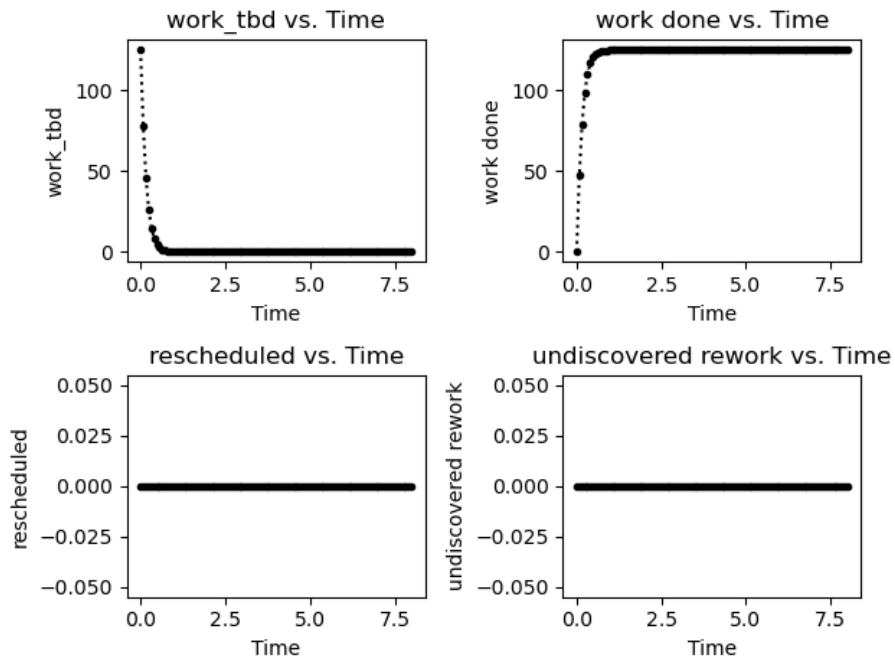 work_tbd vs. Time
work_tbd
100
50
0
0.0 2.5 5.0 7.5
Time
work done vs. Time
work done
100
50
0
0.0 2.5 5.0 7.5
Time
rescheduled vs. Time
rescheduled
0.050
0.025
0.000
−0.025
−0.050
0.0 2.5 5.0 7.5
Time
undiscovered rework vs. Time
undiscovered rework
0.050
0.025
0.000
−0.025
−0.050
0.0 2.5 5.0 7.5
Time